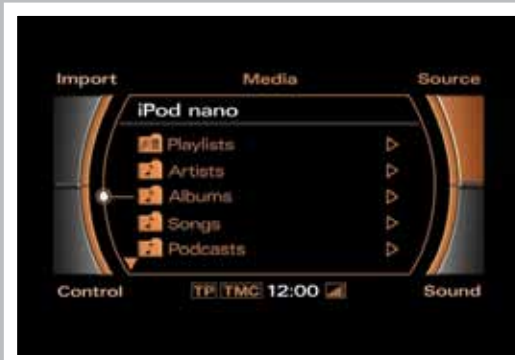 Import Media Source
iPod nano
Playlists
Artists
Albums
Songs
Podcasts
Control TP TMC 12:00 Sound